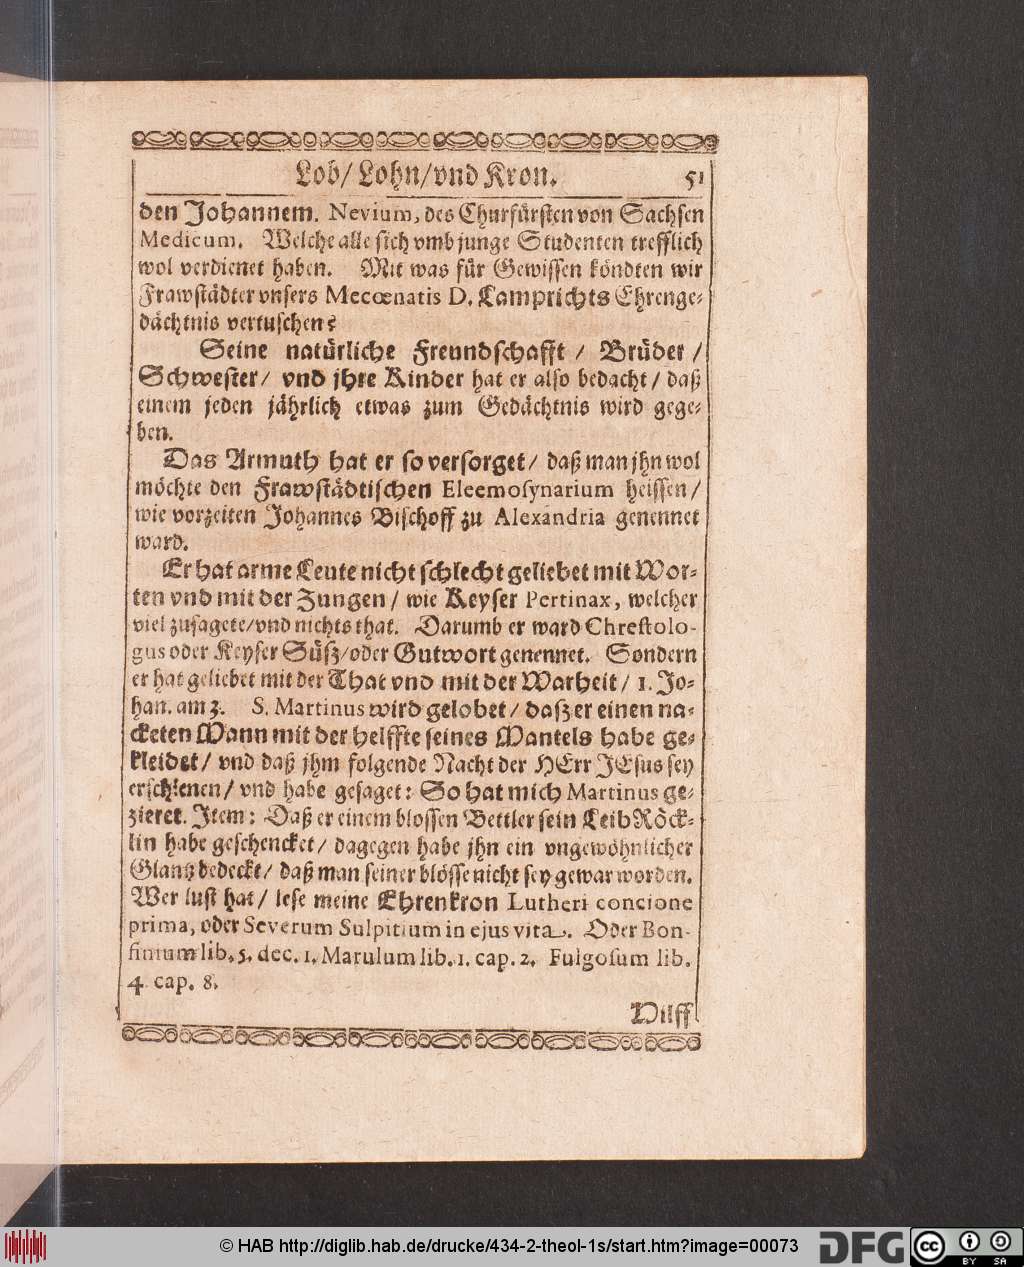 Lob/ Lohn/ vnd Kron. 51
den Johannem. Nevium, des Churfürsten von Sachsen
Medicum. Welche alle sich vmb junge Studenten trefflich
wol verdienet haben. Mit was für Gewissen köndten wir
Frawstädter vnsers Mecœnatis D. Lamprichts Ehrenge-
dächtnis vertuschen?
Seine natürliche Freundschafft / Brüder /
Schwester/ vnd jhre Kinder hat er also bedacht / daß
einem jeden jährlich etwas zum Gedächtnis wird gege-
ben.
Das Armuth hat er so versorget/ daß man jhn wol
möchte den Frawstädtischen Eleemosynarium heissen/
wie vorzeiten Johannes Bischoff zu Alexandria genennet
ward.
Er hat arme Leute nicht schlecht geliebet mit Wor-
ten vnd mit der Zungen / wie Keyser Pertinax, welcher
viel zusagete/ vnd nichts that. Darumb er ward Chrestolo-
gus oder Keyser Süßz/ oder Gutwort genennet. Sondern
er hat geliebet mit der That vnd mit der Warheit/ 1. Jo-
han. am 3. S. Martinus wird gelobet/ daßz er einen na-
cketen Mann mit der helffte seines Mantels habe ge-
kleidet/ vnd daß jhm folgende Nacht der HErr JEsus sey
erschienen/ vnd habe gesaget: So hat mich Martinus ge-
zieret. Item: Daß er einem blossen Bettler sein LeibRöck-
lin habe geschencket/ dagegen habe jhn ein vngewöhnlicher
Glantz bedeckt/ daß man seiner blösse nicht sey gewar worden.
Wer lust hat/ lese meine Ehrenkron Lutheri concione
prima, oder Severum Sulpitium in ejus vita. Oder Bon-
finium lib. 5. dec. 1. Marulum lib. 1. cap. 2. Fulgosum lib.
4 cap. 8.
Vilff
© HAB http://diglib.hab.de/drucke/434-2-theol-1s/start.htm?image=00073
DFG
cc BY SA